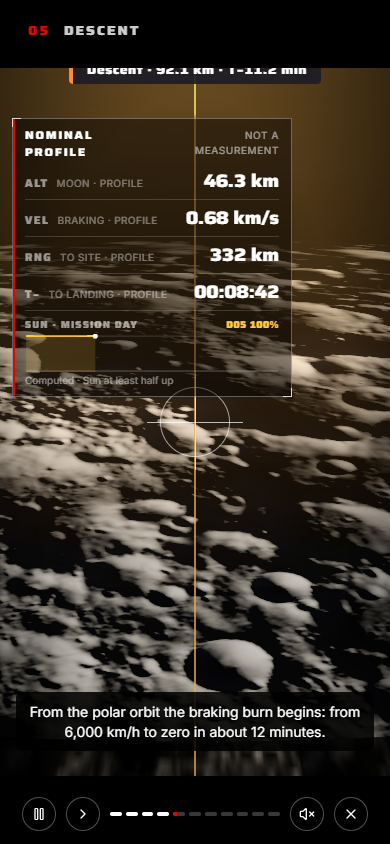 05 DESCENT
Descent · 92.1 km · T−11.2 min
NOMINAL PROFILE
NOT A MEASUREMENT
ALT MOON · PROFILE 46.3 km
VEL BRAKING · PROFILE 0.68 km/s
RNG TO SITE · PROFILE 332 km
T− TO LANDING · PROFILE 00:08:42
SUN · MISSION DAY D05 100%
Computed · Sun at least half up
From the polar orbit the braking burn begins: from
6,000 km/h to zero in about 12 minutes.